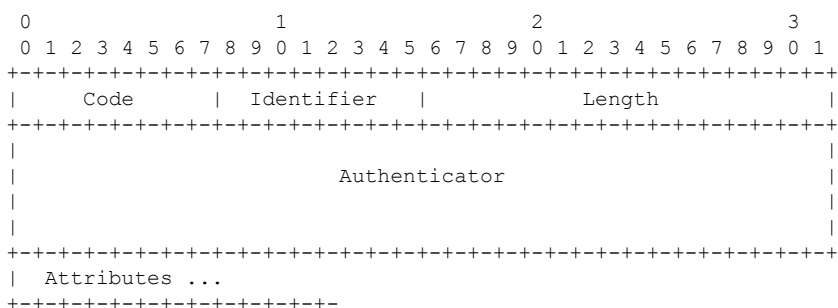 0                   1                   2                   3
 0 1 2 3 4 5 6 7 8 9 0 1 2 3 4 5 6 7 8 9 0 1 2 3 4 5 6 7 8 9 0 1
+-+-+-+-+-+-+-+-+-+-+-+-+-+-+-+-+-+-+-+-+-+-+-+-+-+-+-+-+-+-+-+-+
|     Code      |  Identifier   |            Length             |
+-+-+-+-+-+-+-+-+-+-+-+-+-+-+-+-+-+-+-+-+-+-+-+-+-+-+-+-+-+-+-+-+
|                                                               |
|                         Authenticator                         |
|                                                               |
|                                                               |
+-+-+-+-+-+-+-+-+-+-+-+-+-+-+-+-+-+-+-+-+-+-+-+-+-+-+-+-+-+-+-+-+
|  Attributes ...
+-+-+-+-+-+-+-+-+-+-+-+-+-